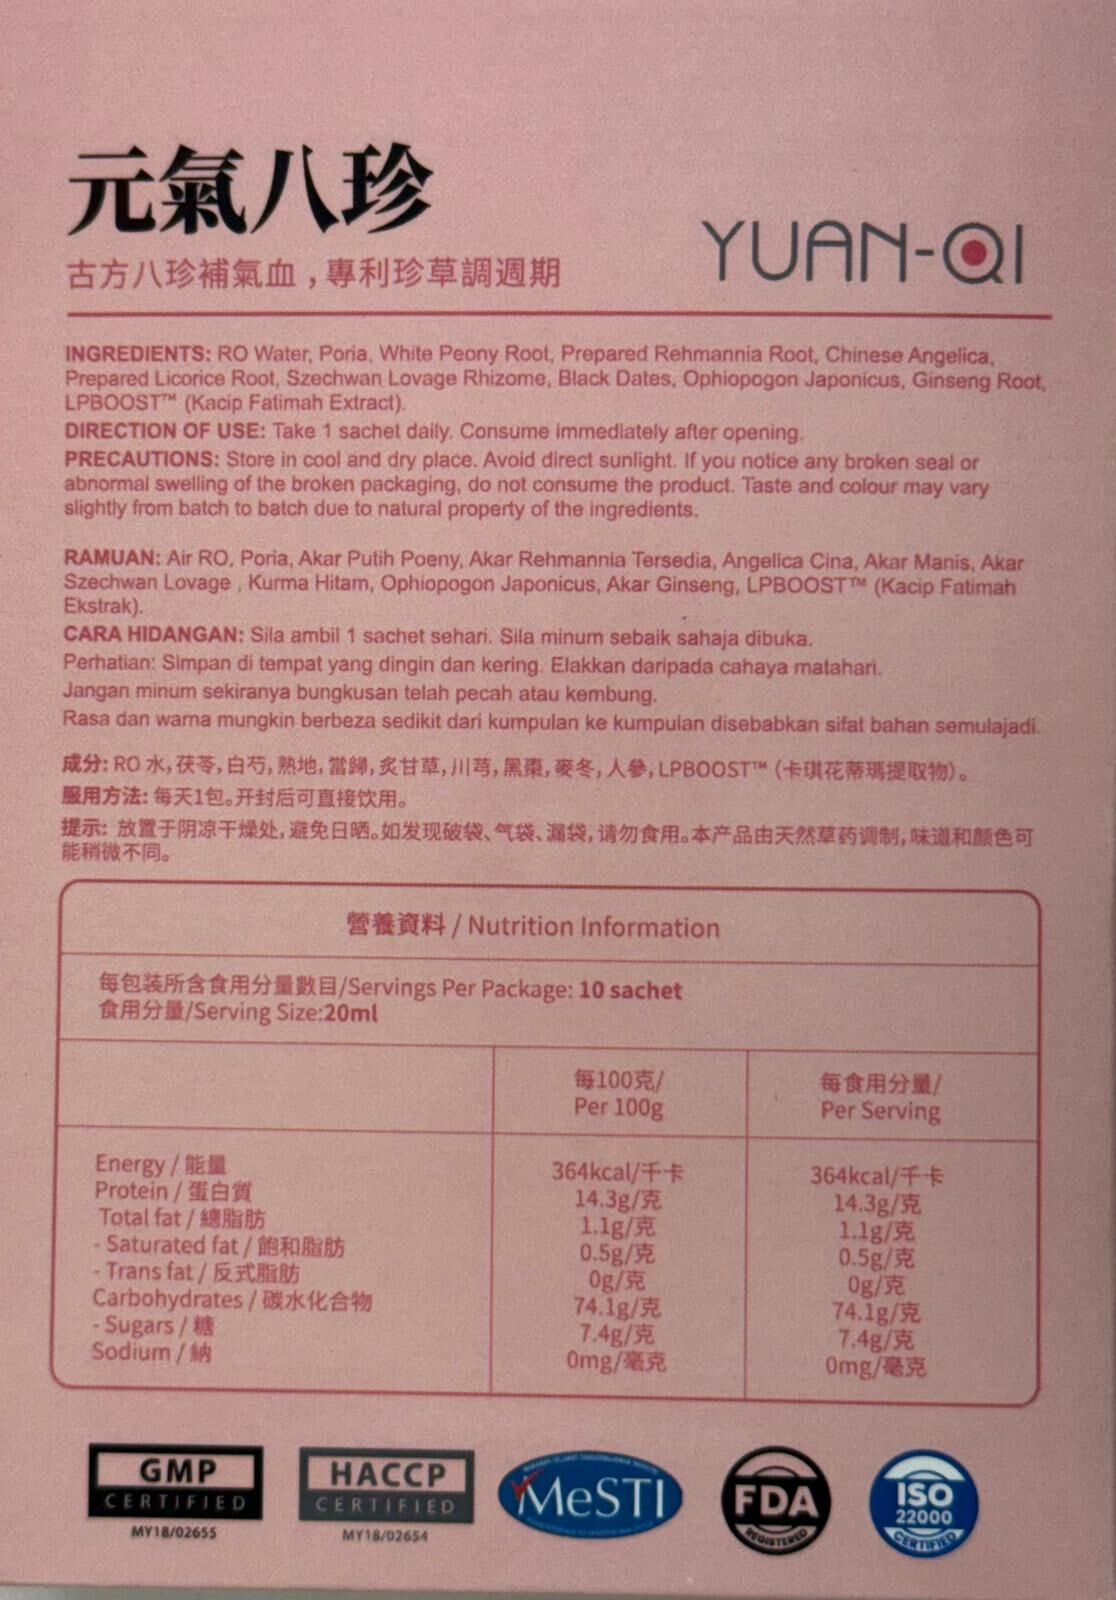 元氣八珍
古方八珍補氣血，專利珍草調週期
YUAN-QI
INGREDIENTS: RO Water, Poria, White Peony Root, Prepared Rehmannia Root, Chinese Angelica,
Prepared Licorice Root, Szechwan Lovage Rhizome, Black Dates, Ophiopogon Japonicus, Ginseng Root,
LPBOOST™ (Kacip Fatimah Extract).
DIRECTION OF USE: Take 1 sachet daily. Consume immediately after opening.
PRECAUTIONS: Store in cool and dry place. Avoid direct sunlight. If you notice any broken seal or
abnormal swelling of the broken packaging, do not consume the product. Taste and colour may vary
slightly from batch to batch due to natural property of the ingredients.
RAMUAN: Air RO, Poria, Akar Putih Poeny, Akar Rehmannia Tersedia, Angelica Cina, Akar Manis, Akar
Szechwan Lovage , Kurma Hitam, Ophiopogon Japonicus, Akar Ginseng, LPBOOST™ (Kacip Fatimah
Ekstrak).
CARA HIDANGAN: Sila ambil 1 sachet sehari. Sila minum sebaik sahaja dibuka.
Perhatian: Simpan di tempat yang dingin dan kering. Elakkan daripada cahaya matahari.
Jangan minum sekiranya bungkusan telah pecah atau kembung.
Rasa dan warna mungkin berbeza sedikit dari kumpulan ke kumpulan disebabkan sifat bahan semulajadi.
成分: RO 水, 茯苓, 白芍, 熟地, 當歸, 炙甘草, 川芎, 黑棗, 麥冬, 人參, LPBOOST™（卡琪花蒂瑪提取物）。
服用方法: 每天1包。开封后可直接饮用。
提示: 放置于阴凉干燥处, 避免日晒。如发现破袋、气袋、漏袋, 请勿食用。本产品由天然草药调制, 味道和颜色可
能稍微不同。
營養資料 / Nutrition Information
每包裝所含食用分量數目/Servings Per Package: 10 sachet
食用分量/Serving Size:20ml
每100克/ 每食用分量/
Per 100g Per Serving
Energy / 能量 364kcal/千卡 364kcal/千卡
Protein / 蛋白質 14.3g/克 14.3g/克
Total fat / 總脂肪 1.1g/克 1.1g/克
- Saturated fat / 飽和脂肪 0.5g/克 0.5g/克
- Trans fat / 反式脂肪 0g/克 0g/克
Carbohydrates / 碳水化合物 74.1g/克 74.1g/克
- Sugars / 糖 7.4g/克 7.4g/克
Sodium / 納 0mg/毫克 0mg/毫克
GMP
CERTIFIED
MY18/02655
HACCP
CERTIFIED
MY18/02654
MeSTI
FDA
REGISTERED
ISO
22000
CERTIFIED